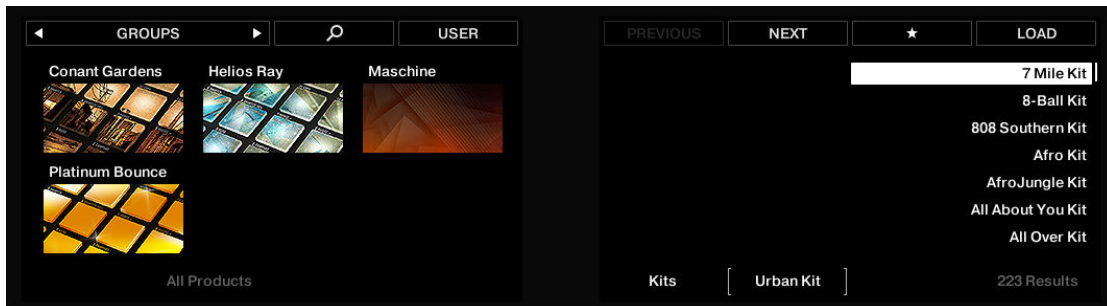 GROUPS
USER
PREVIOUS
NEXT
LOAD
Conant Gardens
Helios Ray
Maschine
Platinum Bounce
All Products
7 Mile Kit
8-Ball Kit
808 Southern Kit
Afro Kit
AfroJungle Kit
All About You Kit
All Over Kit
Kits
Urban Kit
223 Results